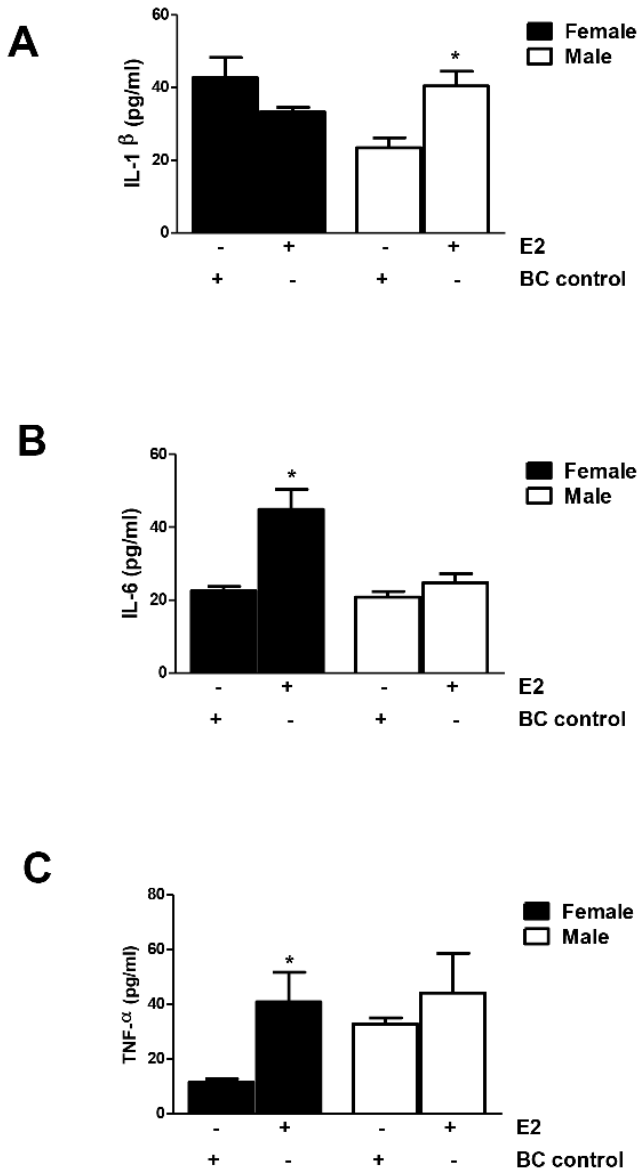 A
IL-1 β (pg/ml)
60
40
20
0
*
Female
Male
- + - + E2
+ - + - BC control
B
IL-6 (pg/ml)
60
40
20
0
*
Female
Male
- + - + E2
+ - + - BC control
C
TNF-α (pg/ml)
80
60
40
20
0
*
Female
Male
- + - + E2
+ - + - BC control